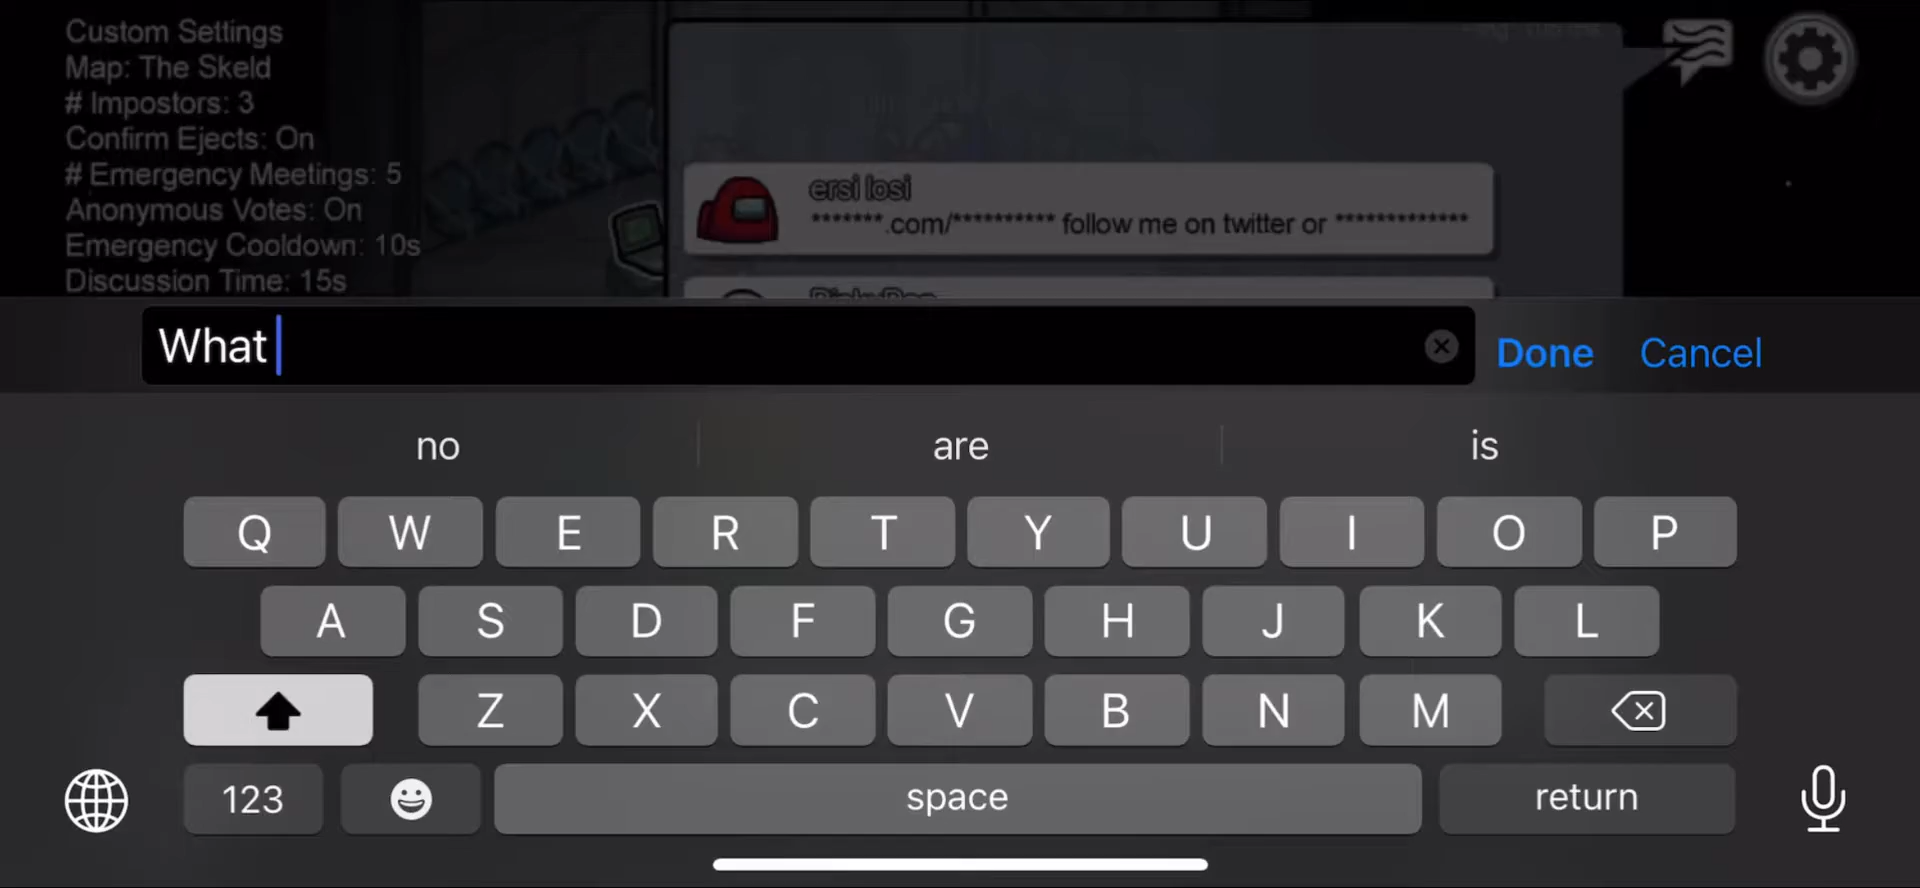 Custom Settings
Map: The Skeld
# Impostors: 3
Confirm Ejects: On
# Emergency Meetings: 5
Anonymous Votes: On
Emergency Cooldown: 10s
Discussion Time: 15s
ersi losi
*******.com/********** follow me on twitter or *************
What
Done
Cancel
no are is
Q W E R T Y U I O P
A S D F G H J K L
Z X C V B N M
123 space return